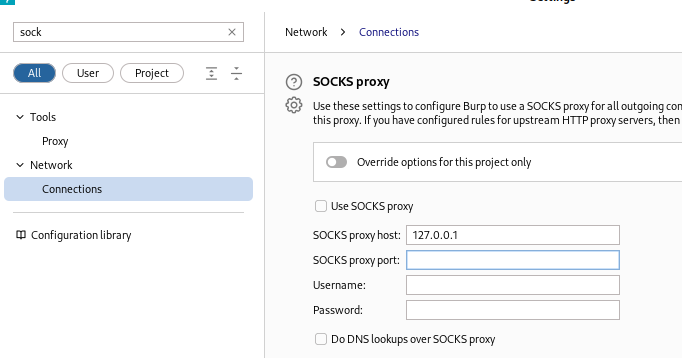 Settings
sock
All
User
Project
Tools
Proxy
Network
Connections
Configuration library
Network > Connections
SOCKS proxy
Use these settings to configure Burp to use a SOCKS proxy for all outgoing
this proxy. If you have configured rules for upstream HTTP proxy servers, then
Override options for this project only
Use SOCKS proxy
SOCKS proxy host: 127.0.0.1
SOCKS proxy port:
Username:
Password:
Do DNS lookups over SOCKS proxy